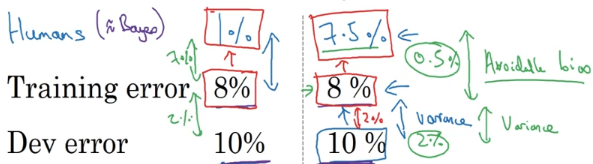 Humans (≈ Bayes) 1% 7.5%
7% 0.5% Avoidable bias
Training error 8% 8 %
2% 2% Variance Variance
Dev error 10% 10 % 2%